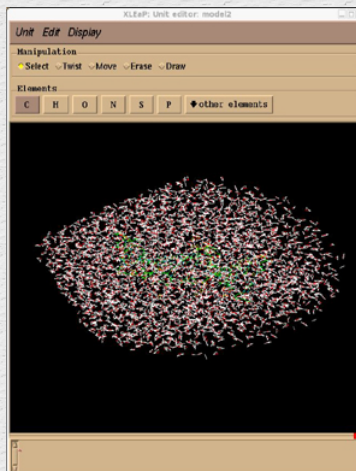 XLEaP: Unit editor: model2
Unit Edit Display
Manipulation
Select Twist Move Erase Draw
Elements
C H O N S P other elements